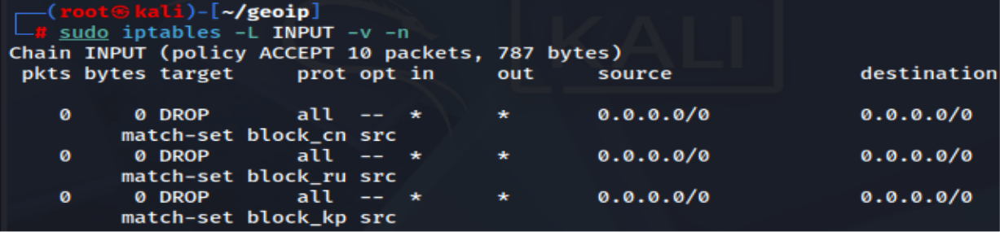 ┌──(root㉿kali)-[~/geoip]
└─# sudo iptables -L INPUT -v -n
Chain INPUT (policy ACCEPT 10 packets, 787 bytes)
 pkts bytes target     prot opt in     out     source               destination
    0     0 DROP       all  --  *      *       0.0.0.0/0            0.0.0.0/0
         match-set block_cn src
    0     0 DROP       all  --  *      *       0.0.0.0/0            0.0.0.0/0
         match-set block_ru src
    0     0 DROP       all  --  *      *       0.0.0.0/0            0.0.0.0/0
         match-set block_kp src
KALI